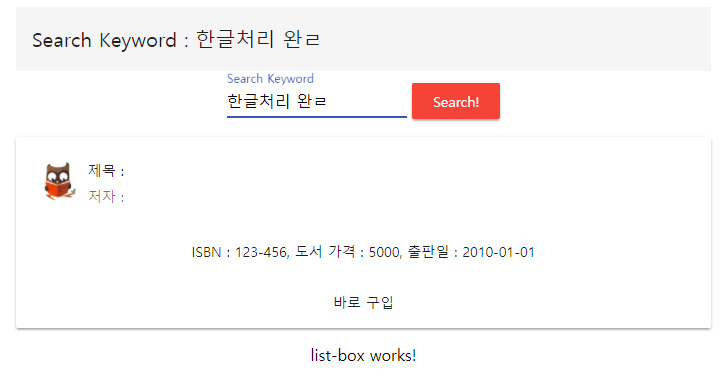 Search Keyword : 한글처리 완ㄹ
Search Keyword
한글처리 완ㄹ
Search!
제목 :
저자 :
ISBN : 123-456, 도서 가격 : 5000, 출판일 : 2010-01-01
바로 구입
list-box works!